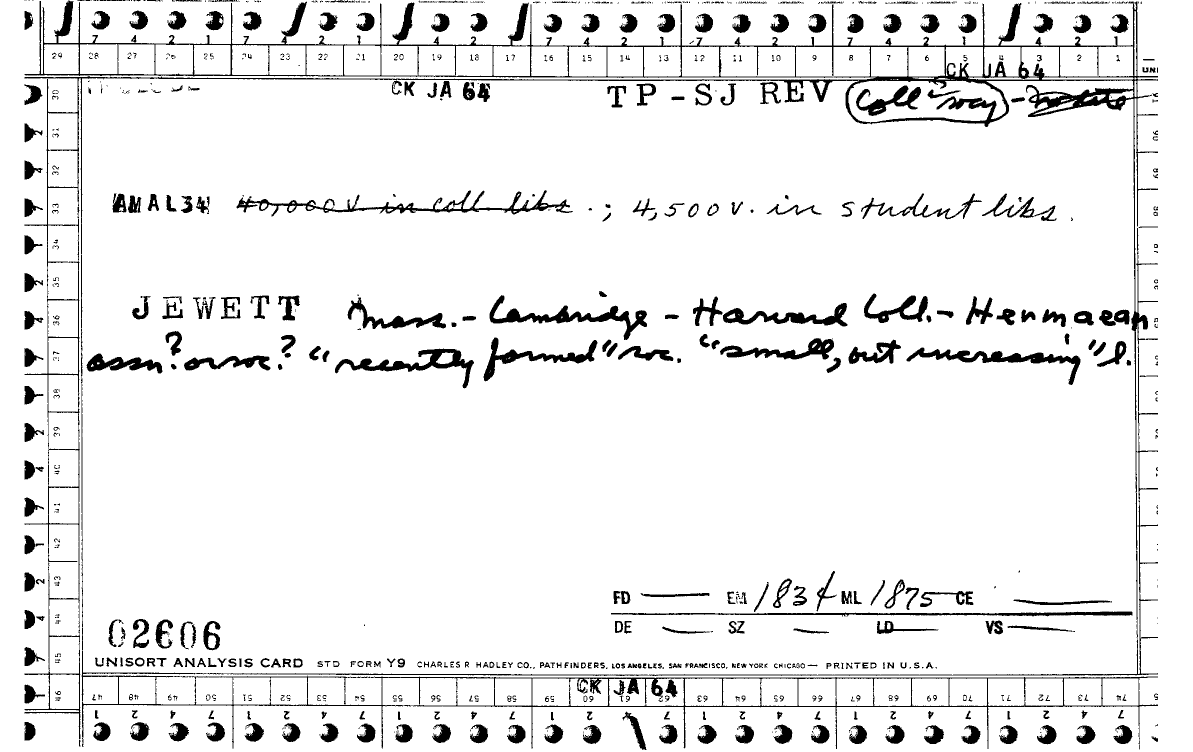 7 4 2 1 7 4 2 1 7 4 2 1 7 4 2 1 7 4 2 1 7 4 2 1 7 4 2 1
29 28 27 26 25 24 23 22 21 20 19 18 17 16 15 14 13 12 11 10 9 8 7 6 5 4 3 2 1
CK JA 64
CK JA 64 TP-SJ REV Coll
AMAL34 40,000 v in coll libs .; 4,500 v. in student libs.
JEWETT Mass. - Cambridge - Harvard Coll. - Hermaean
assn? or soc? "recently formed" soc. "small, but increasing" l.
FD EM 1834 ML 1875 CE
DE SZ LD VS
02606
UNISORT ANALYSIS CARD STD FORM Y9 CHARLES R HADLEY CO., PATHFINDERS, LOS ANGELES, SAN FRANCISCO, NEW YORK CHICAGO — PRINTED IN U.S.A.
CK JA 64
30
31
32
33
34
35
36
37
38
39
40
41
42
43
44
45
46
47 48 49 50 51 52 53 54 55 56 57 58 59 60 61 62 63 64 65 66 67 68 69 70 71 72 73 74
1 2 4 7 1 2 4 7 1 2 4 7 1 2 4 7 1 2 4 7 1 2 4 7 1 2 4 7